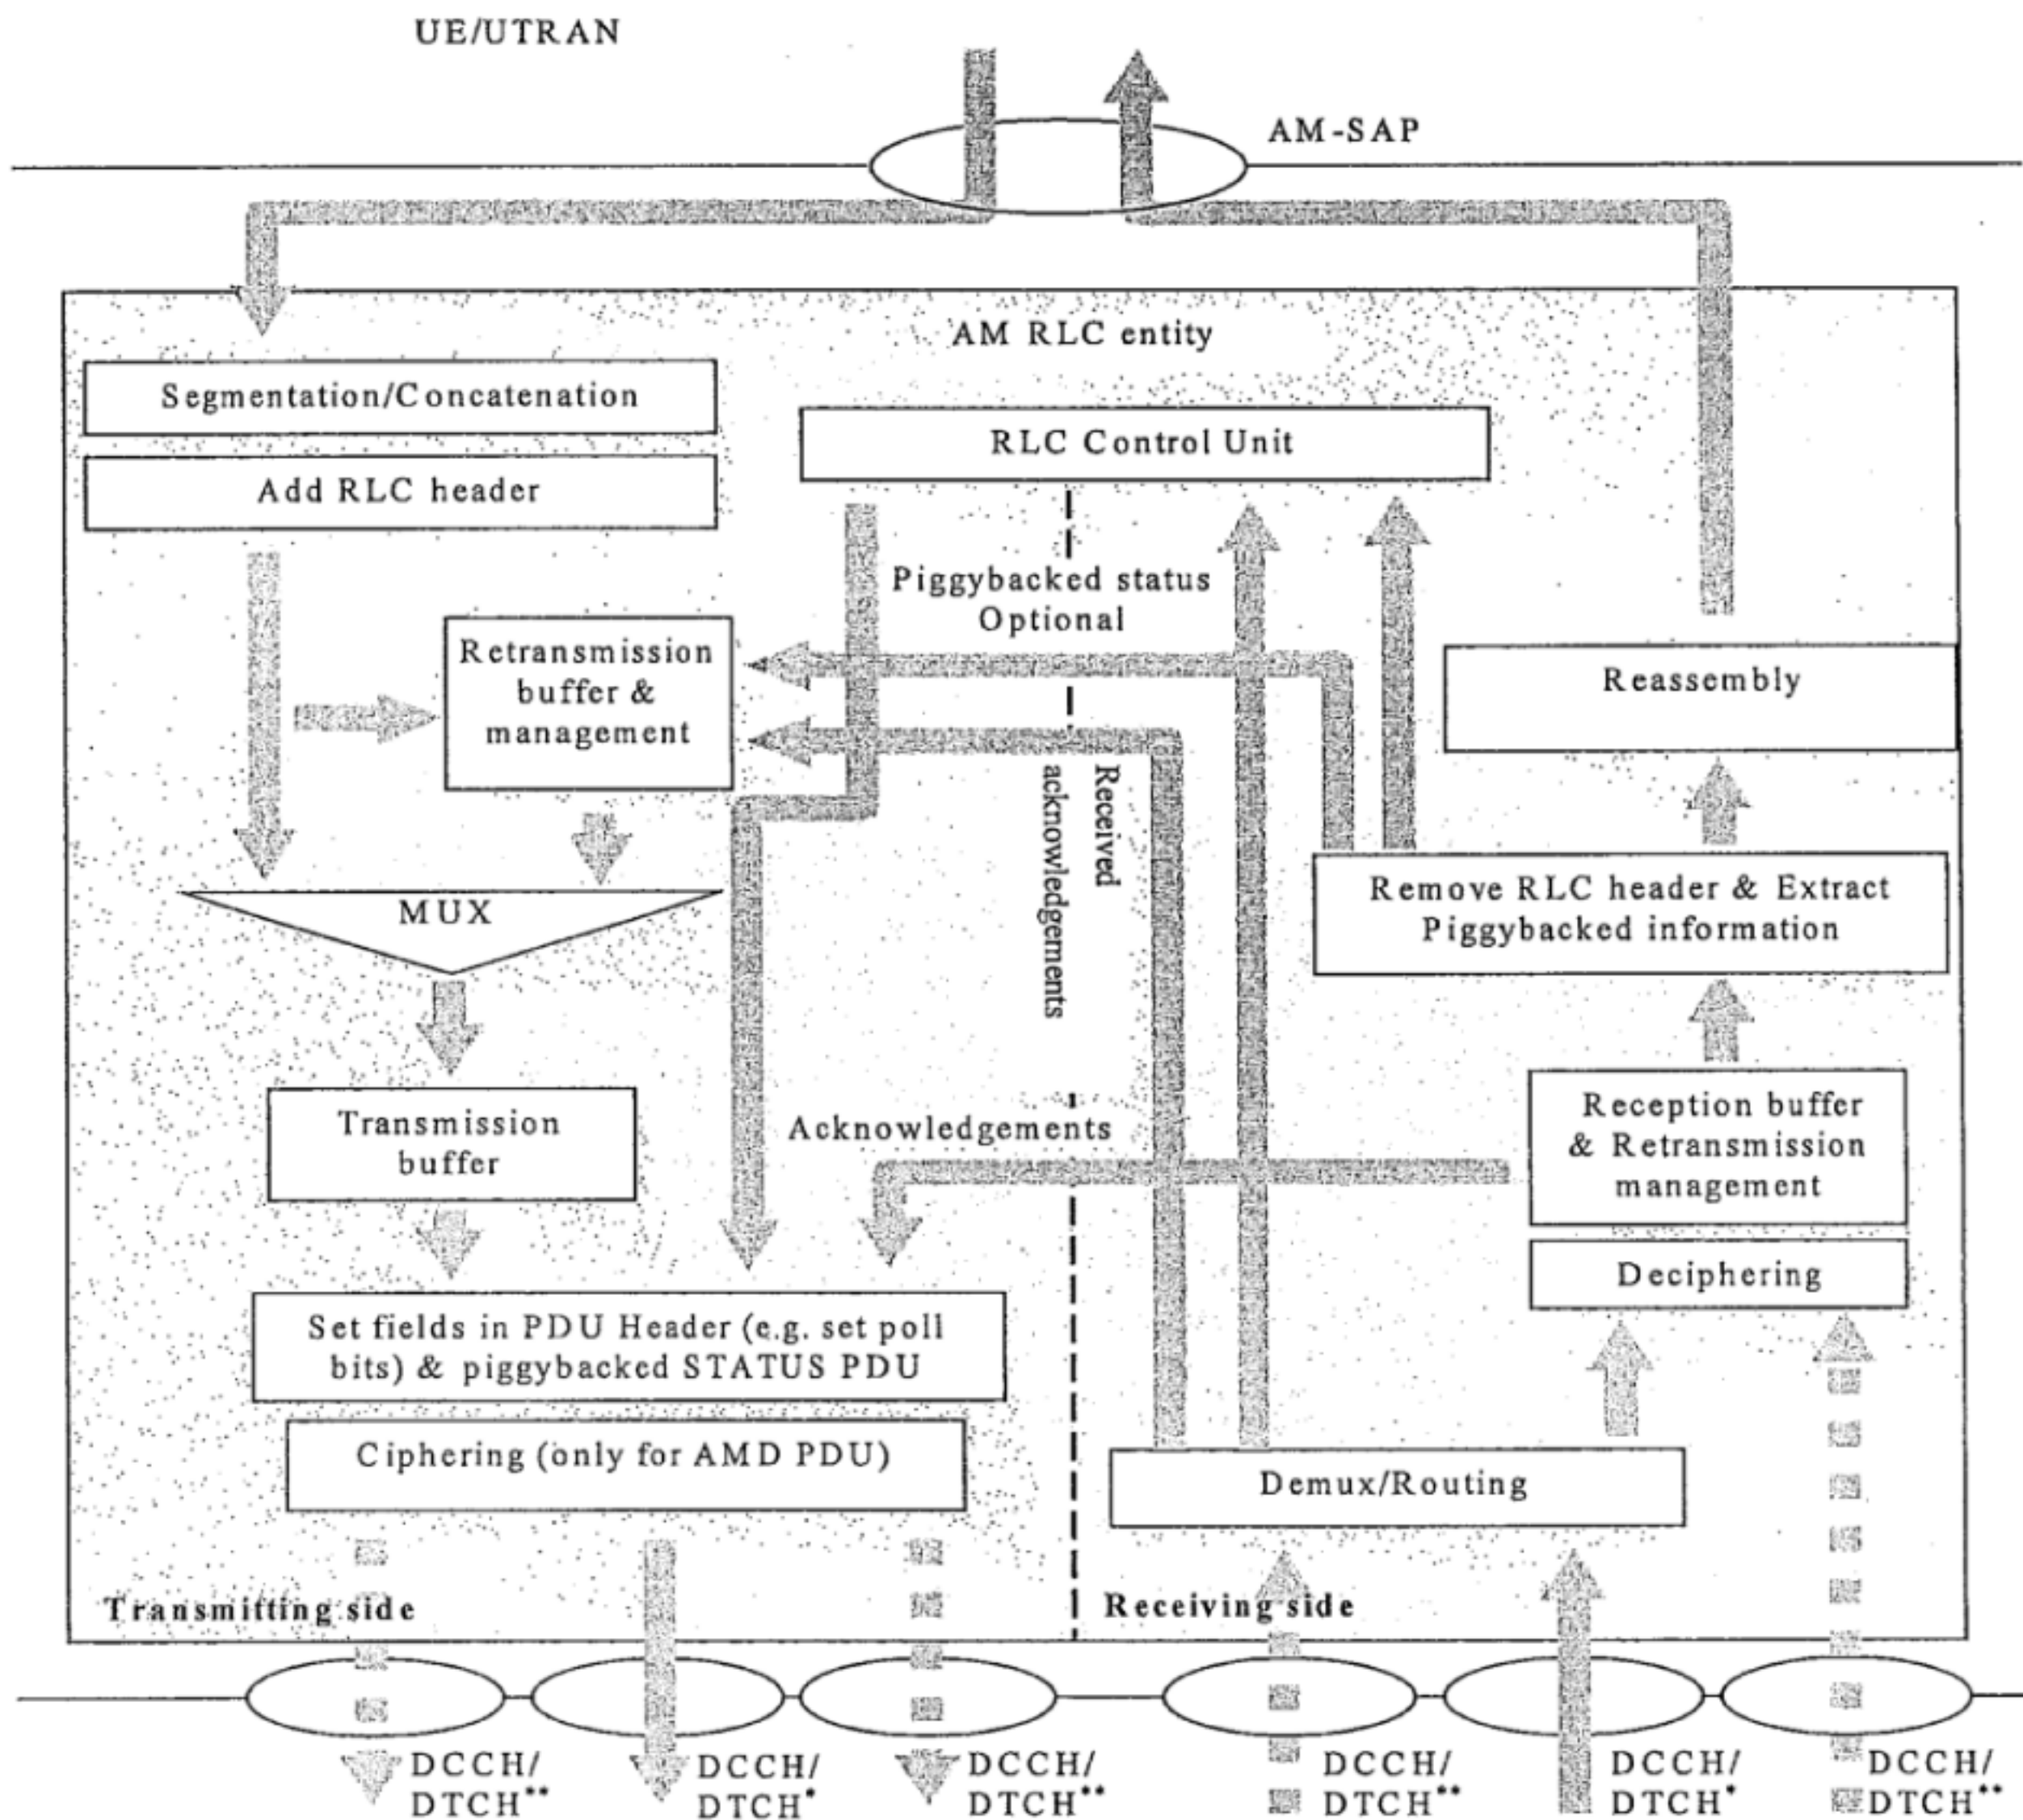 UE/UTRAN
AM-SAP
AM RLC entity
Segmentation/Concatenation
Add RLC header
RLC Control Unit
Piggybacked status
Optional
Retransmission
buffer &
management
Reassembly
Received
acknowledgements
MUX
Remove RLC header & Extract
Piggybacked information
Transmission
buffer
Acknowledgements
Reception buffer
& Retransmission
management
Deciphering
Set fields in PDU Header (e.g. set poll
bits) & piggybacked STATUS PDU
Ciphering (only for AMD PDU)
Demux/Routing
Transmitting side
Receiving side
DCCH/
DTCH**
DCCH/
DTCH*
DCCH/
DTCH**
DCCH/
DTCH**
DCCH/
DTCH*
DCCH/
DTCH**